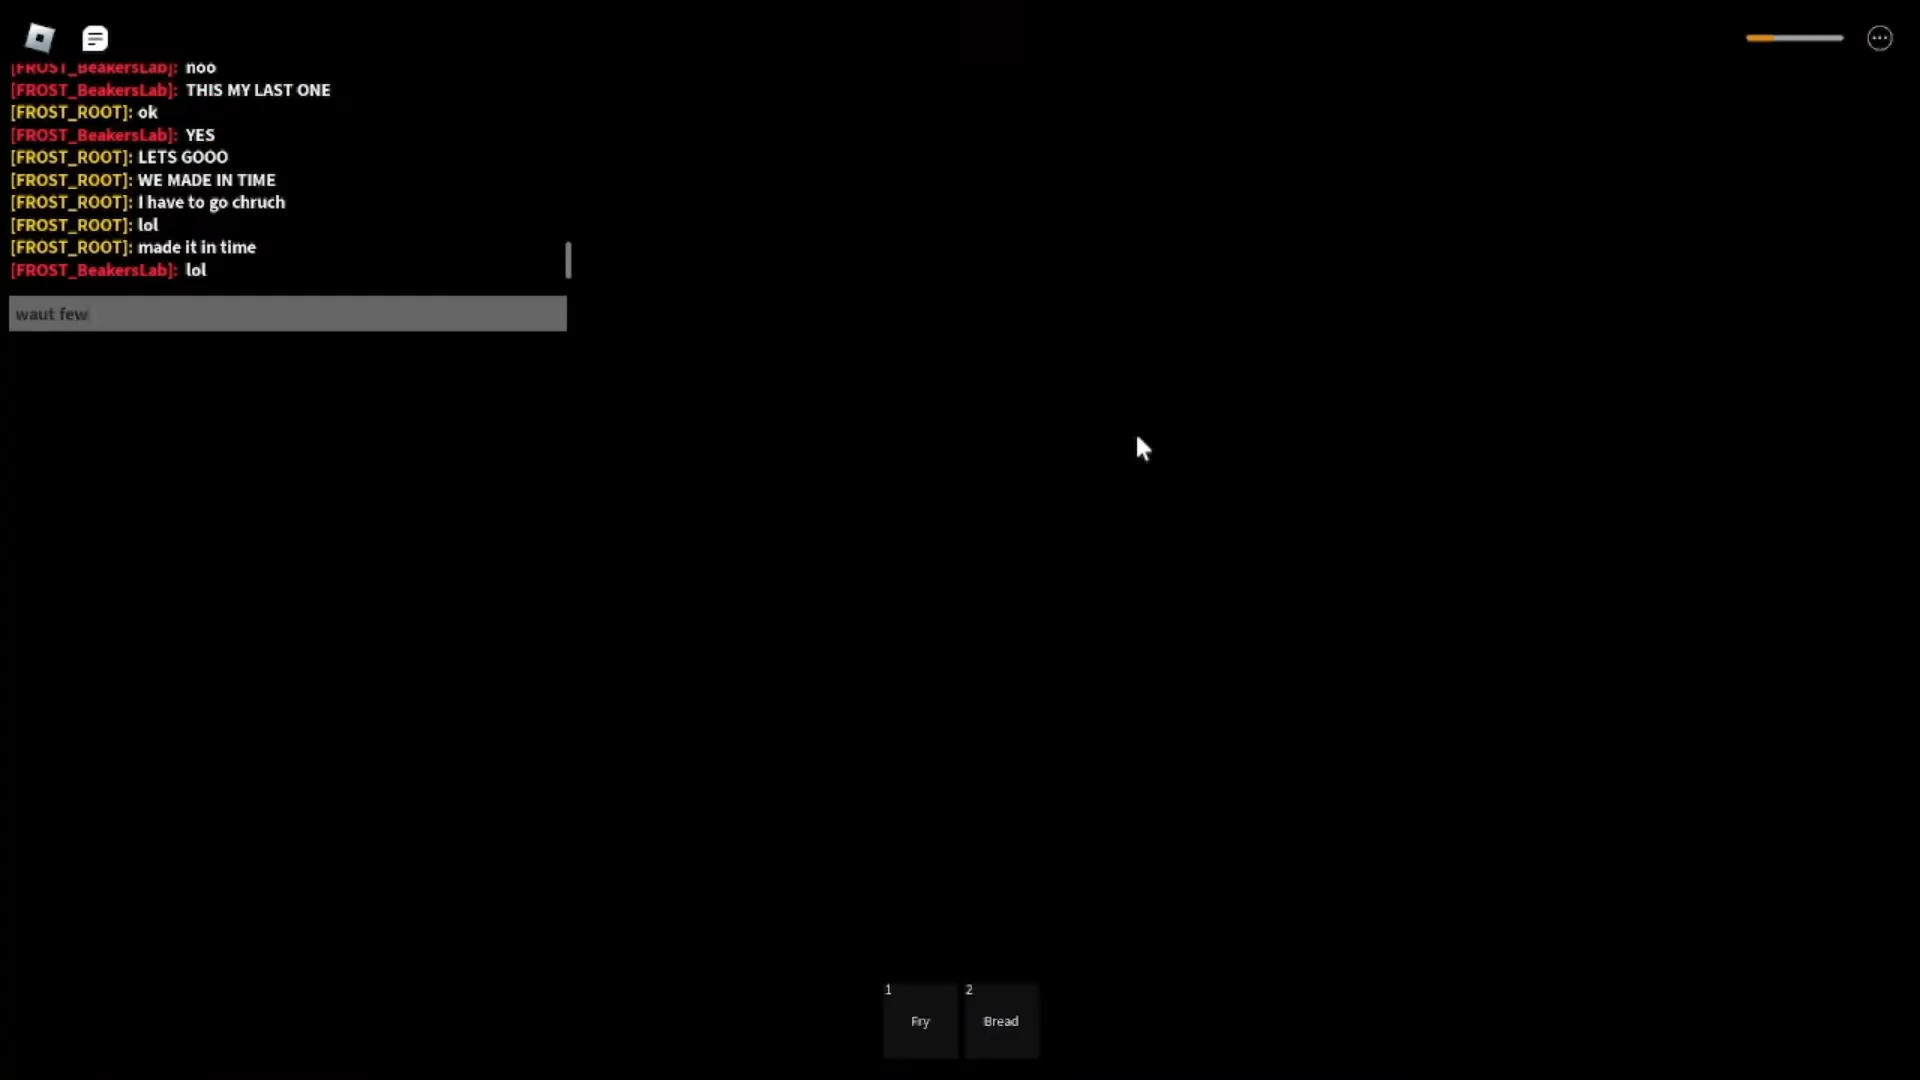 [FROST_BeakersLab]: noo
[FROST_BeakersLab]: THIS MY LAST ONE
[FROST_ROOT]: ok
[FROST_BeakersLab]: YES
[FROST_ROOT]: LETS GOOO
[FROST_ROOT]: WE MADE IN TIME
[FROST_ROOT]: I have to go chruch
[FROST_ROOT]: lol
[FROST_ROOT]: made it in time
[FROST_BeakersLab]: lol
waut few
1
2
Fry
Bread